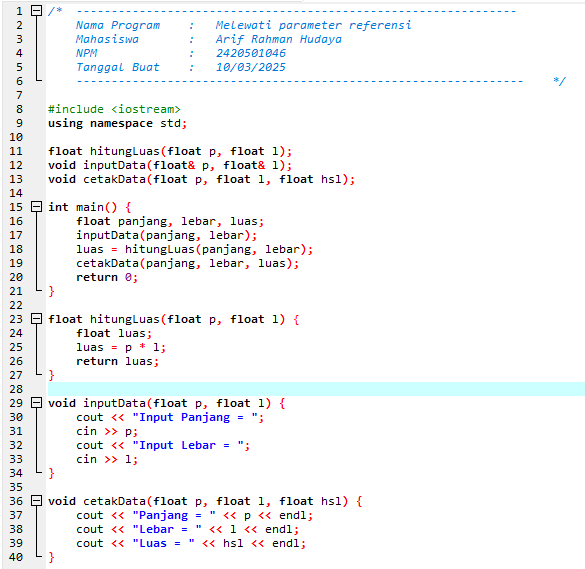 1 /* ---------------------------------------------------------------
2 Nama Program : Melewati parameter referensi
3 Mahasiswa : Arif Rahman Hudaya
4 NPM : 2420501046
5 Tanggal Buat : 10/03/2025
6 ---------------------------------------------------------------- */
7
8 #include <iostream>
9 using namespace std;
10
11 float hitungLuas(float p, float l);
12 void inputData(float& p, float& l);
13 void cetakData(float p, float l, float hsl);
14
15 int main() {
16 float panjang, lebar, luas;
17 inputData(panjang, lebar);
18 luas = hitungLuas(panjang, lebar);
19 cetakData(panjang, lebar, luas);
20 return 0;
21 }
22
23 float hitungLuas(float p, float l) {
24 float luas;
25 luas = p * l;
26 return luas;
27 }
28
29 void inputData(float p, float l) {
30 cout << "Input Panjang = ";
31 cin >> p;
32 cout << "Input Lebar = ";
33 cin >> l;
34 }
35
36 void cetakData(float p, float l, float hsl) {
37 cout << "Panjang = " << p << endl;
38 cout << "Lebar = " << l << endl;
39 cout << "Luas = " << hsl << endl;
40 }